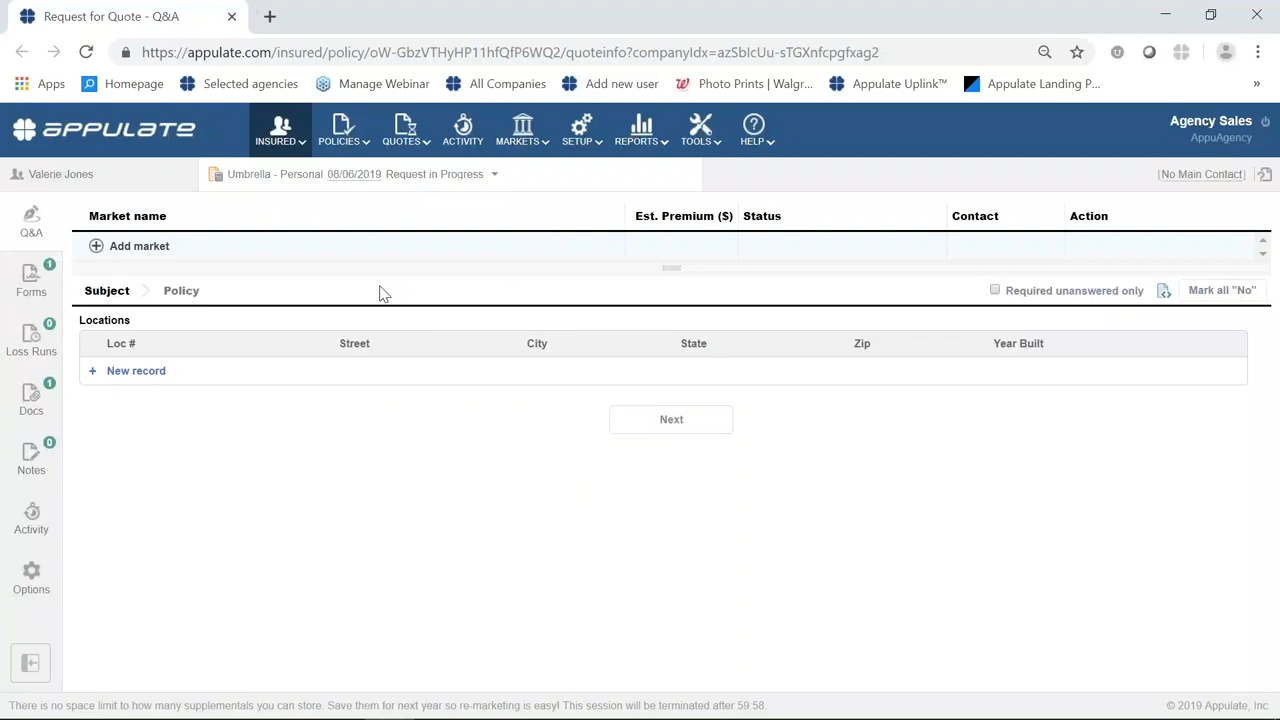 Request for Quote - Q&A
https://appulate.com/insured/policy/oW-GbzVTHyHP11hfQfP6WQ2/quoteinfo?companyIdx=azSblcUu-sTGXnfcpgfxag2
Apps Homepage Selected agencies Manage Webinar All Companies Add new user Photo Prints | Walgr... Appulate Uplink™ Appulate Landing P... »
APPULATE
INSURED POLICIES QUOTES ACTIVITY MARKETS SETUP REPORTS TOOLS HELP
Agency Sales
AppuAgency
Valerie Jones Umbrella - Personal 08/06/2019 Request in Progress [No Main Contact]
Market name Est. Premium ($) Status Contact Action
Add market
Subject Policy Required unanswered only Mark all "No"
Locations
Loc # Street City State Zip Year Built
+ New record
Next
Q&A
1
Forms
0
Loss Runs
1
Docs
0
Notes
Activity
Options
There is no space limit to how many supplementals you can store. Save them for next year so re-marketing is easy! This session will be terminated after 59:58.
© 2019 Appulate, Inc